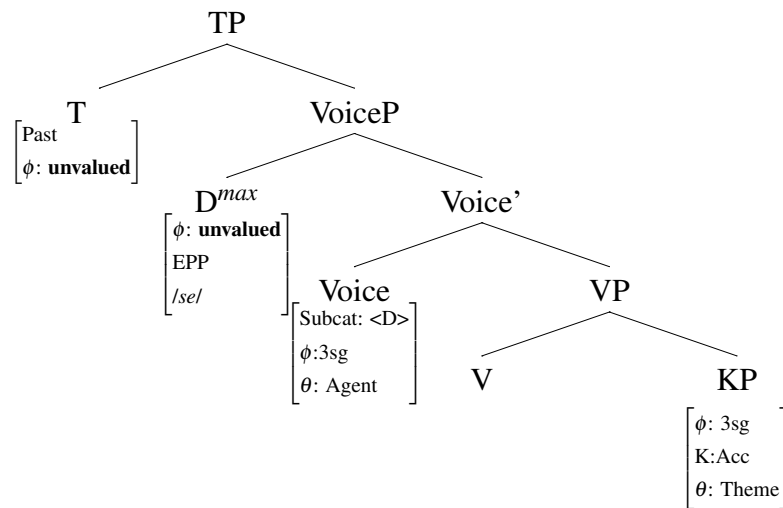 TP
T
Past
ϕ: unvalued
VoiceP
D^max
ϕ: unvalued
EPP
/se/
Voice’
Voice
Subcat: <D>
ϕ:3sg
θ: Agent
VP
V
KP
ϕ: 3sg
K:Acc
θ: Theme